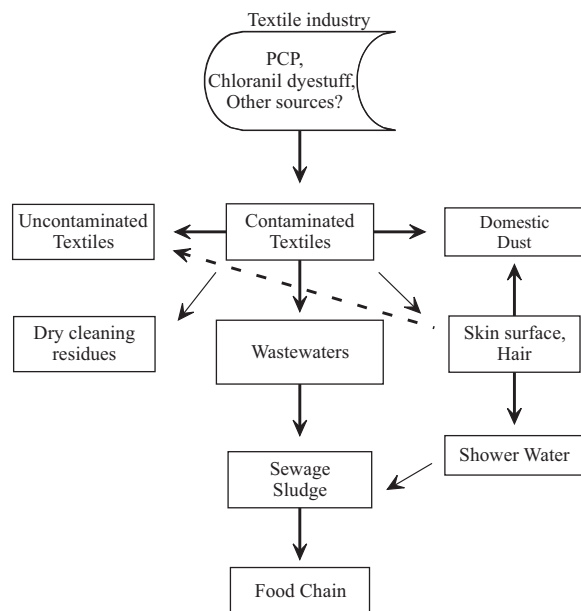 Textile industry
PCP,
Chloranil dyestuff,
Other sources?
Uncontaminated
Textiles
Contaminated
Textiles
Domestic
Dust
Dry cleaning
residues
Wastewaters
Skin surface,
Hair
Sewage
Sludge
Shower Water
Food Chain